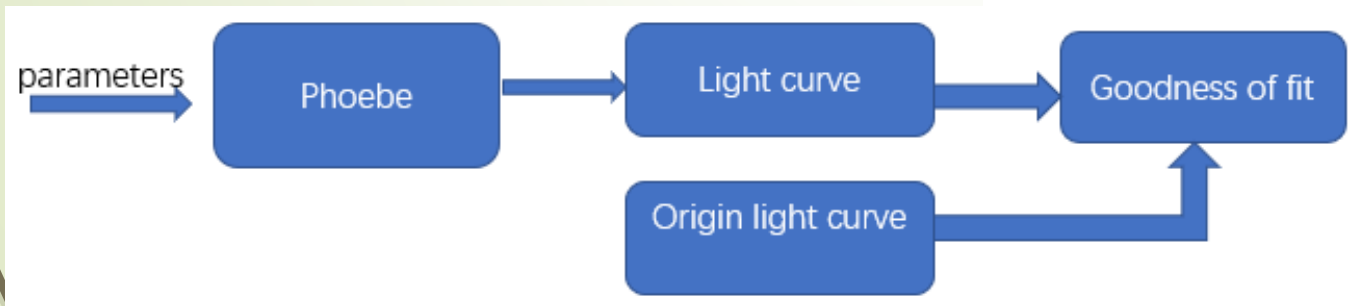 parameters
Phoebe
Light curve
Goodness of fit
Origin light curve